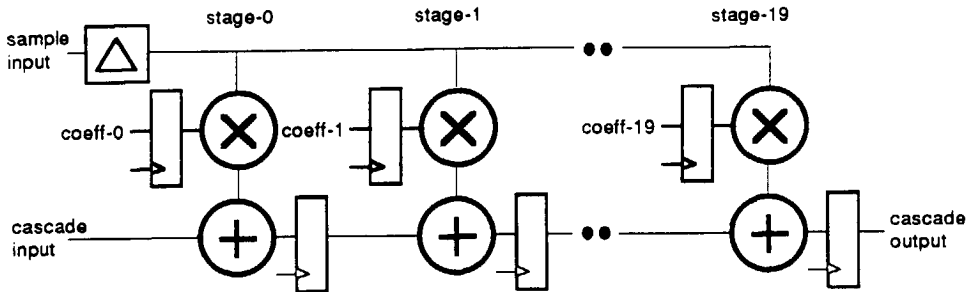 stage-0
stage-1
stage-19
sample
input
coeff-0
coeff-1
coeff-19
cascade
input
cascade
output